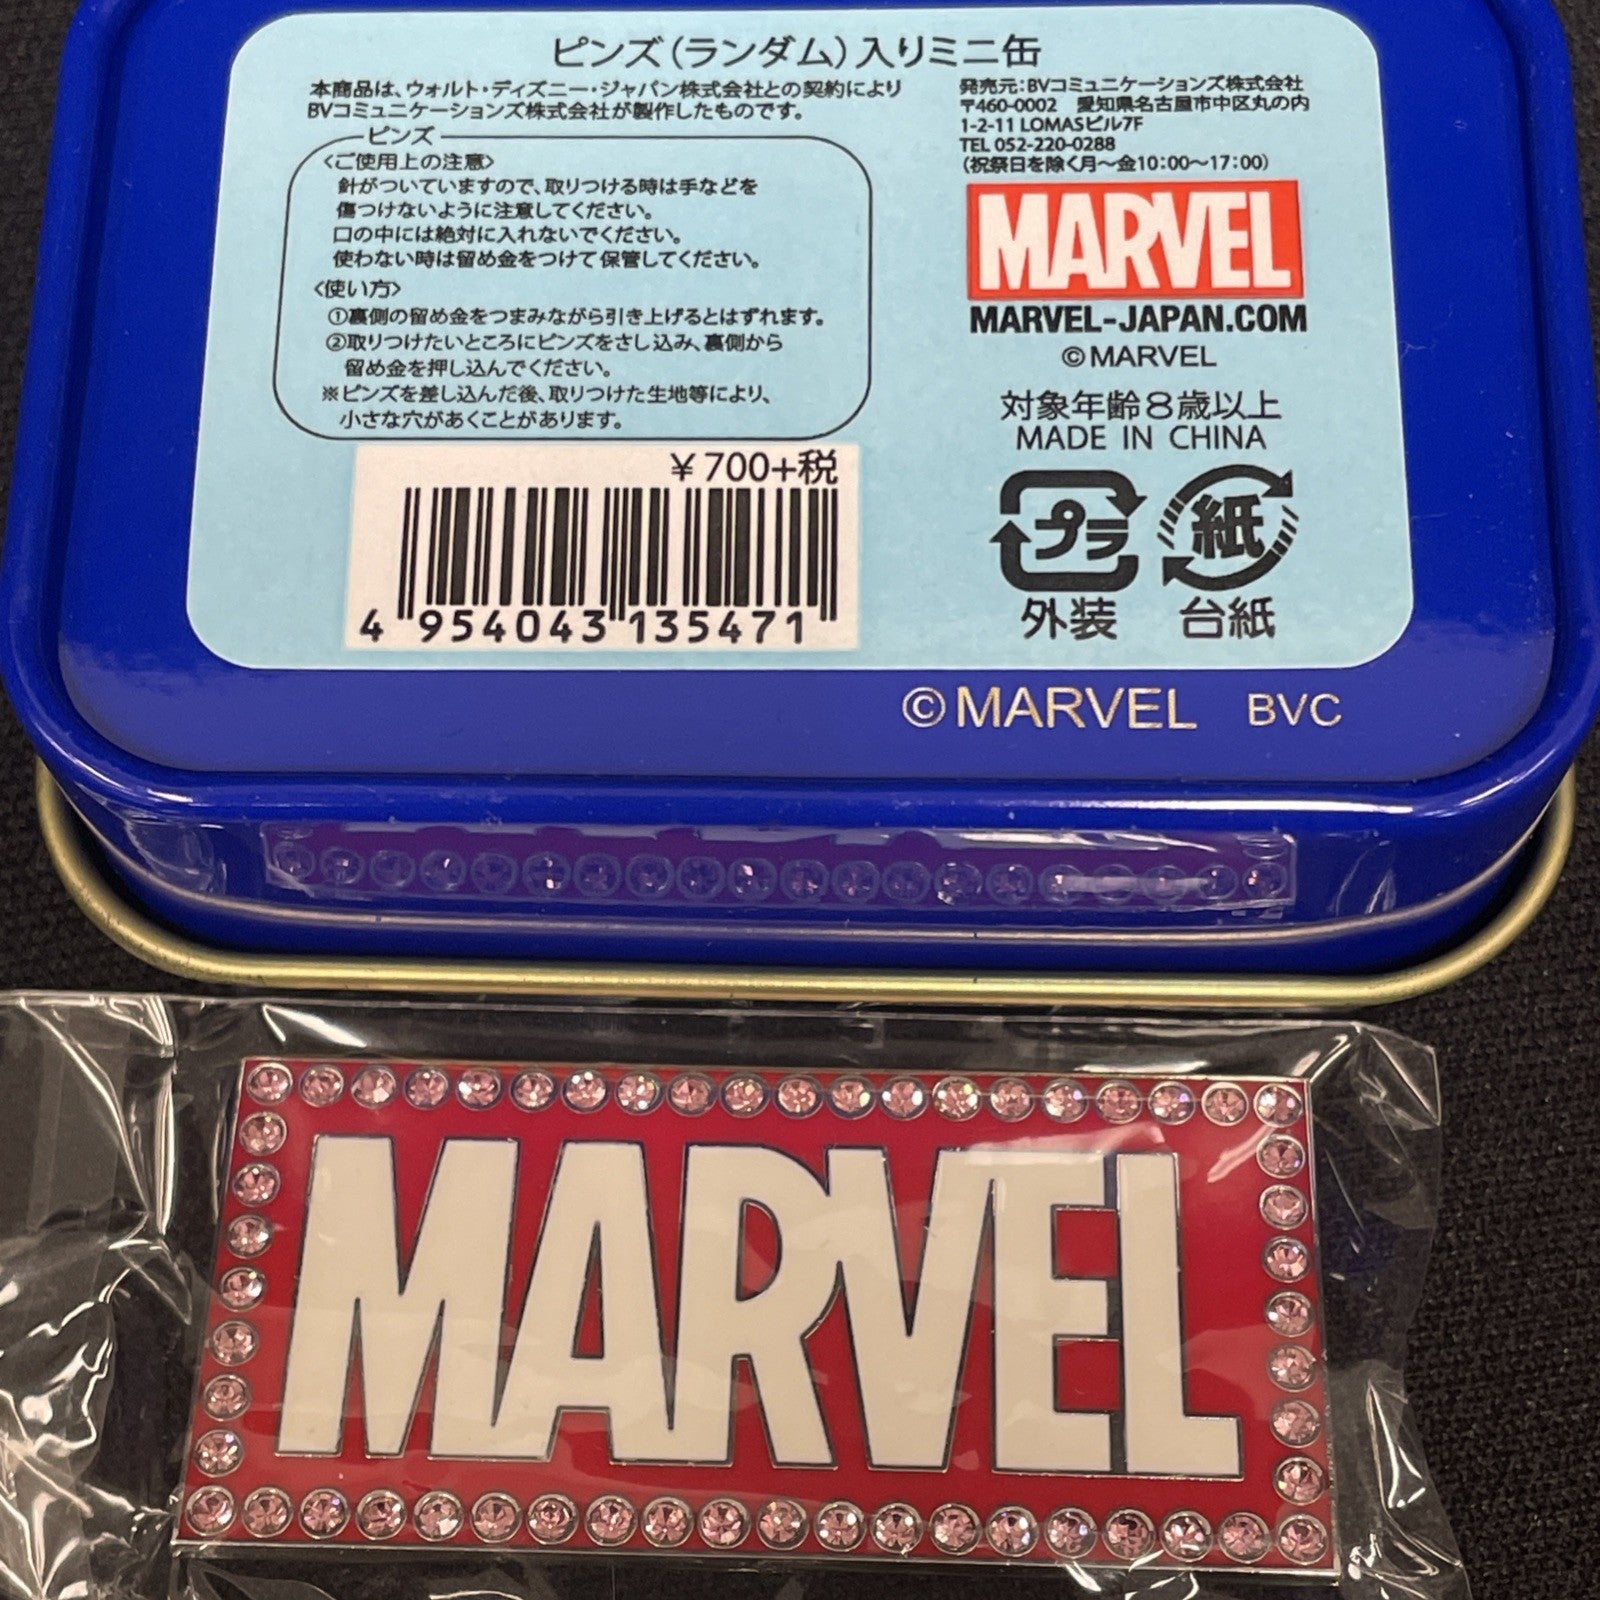 ピンズ（ランダム）入りミニ缶
本商品は、ウォルト・ディズニー・ジャパン株式会社との契約により
BVコミュニケーションズ株式会社が製作したものです。
ピンズ
〈ご使用上の注意〉
針がついていますので、取りつける時は手などを
傷つけないように注意してください。
口の中には絶対に入れないでください。
使わない時は留め金をつけて保管してください。
〈使い方〉
①裏側の留め金をつまみながら引き上げるとはずれます。
②取りつけたいところにピンズをさし込み、裏側から
留め金を押し込んでください。
※ピンズを差し込んだ後、取りつけた生地等により、
小さな穴があくことがあります。
¥700+税
4 954043 135471
発売元：BVコミュニケーションズ株式会社
〒460-0002 愛知県名古屋市中区丸の内
1-2-11 LOMASビル7F
TEL 052-220-0288
（祝祭日を除く月〜金10：00〜17：00）
MARVEL
MARVEL-JAPAN.COM
©MARVEL
対象年齢8歳以上
MADE IN CHINA
プラ 紙
外装 台紙
©MARVEL BVC
MARVEL